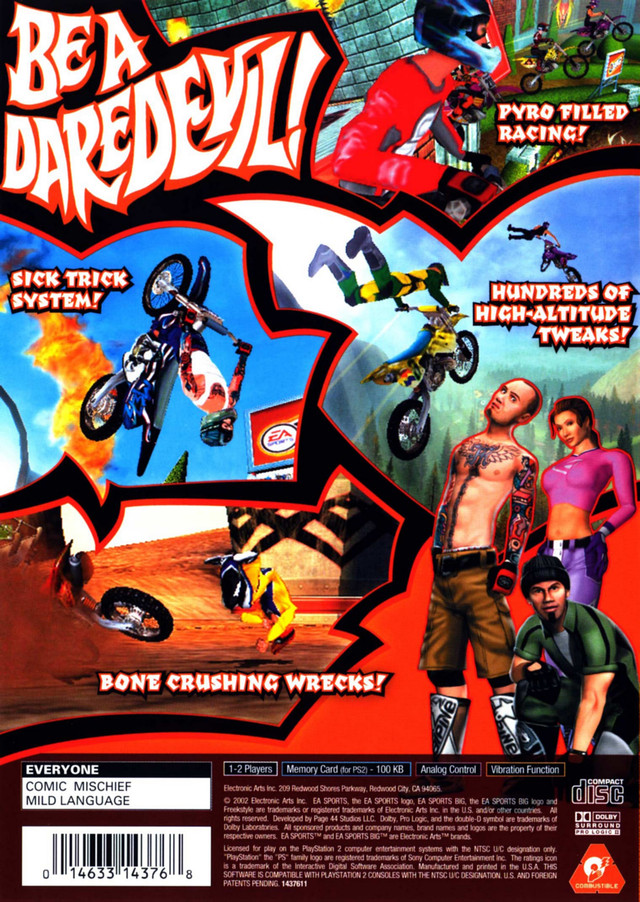 BE A
DAREDEVIL!
PYRO FILLED
RACING!
SICK TRICK
SYSTEM!
HUNDREDS OF
HIGH-ALTITUDE
TWEAKS!
EA
SPORTS
BONE CRUSHING WRECKS!
EVERYONE
COMIC MISCHIEF
MILD LANGUAGE
1-2 Players
Memory Card (for PS2) - 100 KB
Analog Control
Vibration Function
Electronic Arts Inc. 209 Redwood Shores Parkway, Redwood City, CA 94065.
© 2002 Electronic Arts Inc. EA SPORTS, the EA SPORTS logo, EA SPORTS BIG, the EA SPORTS BIG logo and
Freekstyle are trademarks or registered trademarks of Electronic Arts Inc. in the U.S. and/or other countries. All
rights reserved. Developed by Page 44 Studios LLC. Dolby, Pro Logic, and the double-D symbol are trademarks of
Dolby Laboratories. All sponsored products and company names, brand names and logos are the property of their
respective owners. EA SPORTS™ and EA SPORTS BIG™ are Electronic Arts™ brands.
Licensed for play on the PlayStation 2 computer entertainment systems with the NTSC U/C designation only.
"PlayStation" the "PS" family logo are registered trademarks of Sony Computer Entertainment Inc. The ratings icon
is a trademark of the Interactive Digital Software Association. Manufactured and printed in the U.S.A. THIS
SOFTWARE IS COMPATIBLE WITH PLAYSTATION 2 CONSOLES WITH THE NTSC U/C DESIGNATION. U.S. AND FOREIGN
PATENTS PENDING. 1437611
COMPACT
disc
DOLBY
SURROUND
PRO LOGIC II
COMBUSTIBLE
0 14633 14376 8